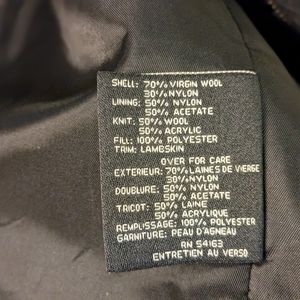 SHELL: 70% VIRGIN WOOL
30% NYLON
LINING: 50% NYLON
50% ACETATE
KNIT: 50% WOOL
50% ACRYLIC
FILL: 100% POLYESTER
TRIM: LAMBSKIN
OVER FOR CARE
EXTERIEUR: 70% LAINES DE VIERGE
30% NYLON
DOUBLURE: 50% NYLON
50% ACETATE
TRICOT: 50% LAINE
50% ACRYLIQUE
REMPLISSAGE: 100% POLYESTER
GARNITURE: PEAU D'AGNEAU
RN 54163
ENTRETIEN AU VERSO